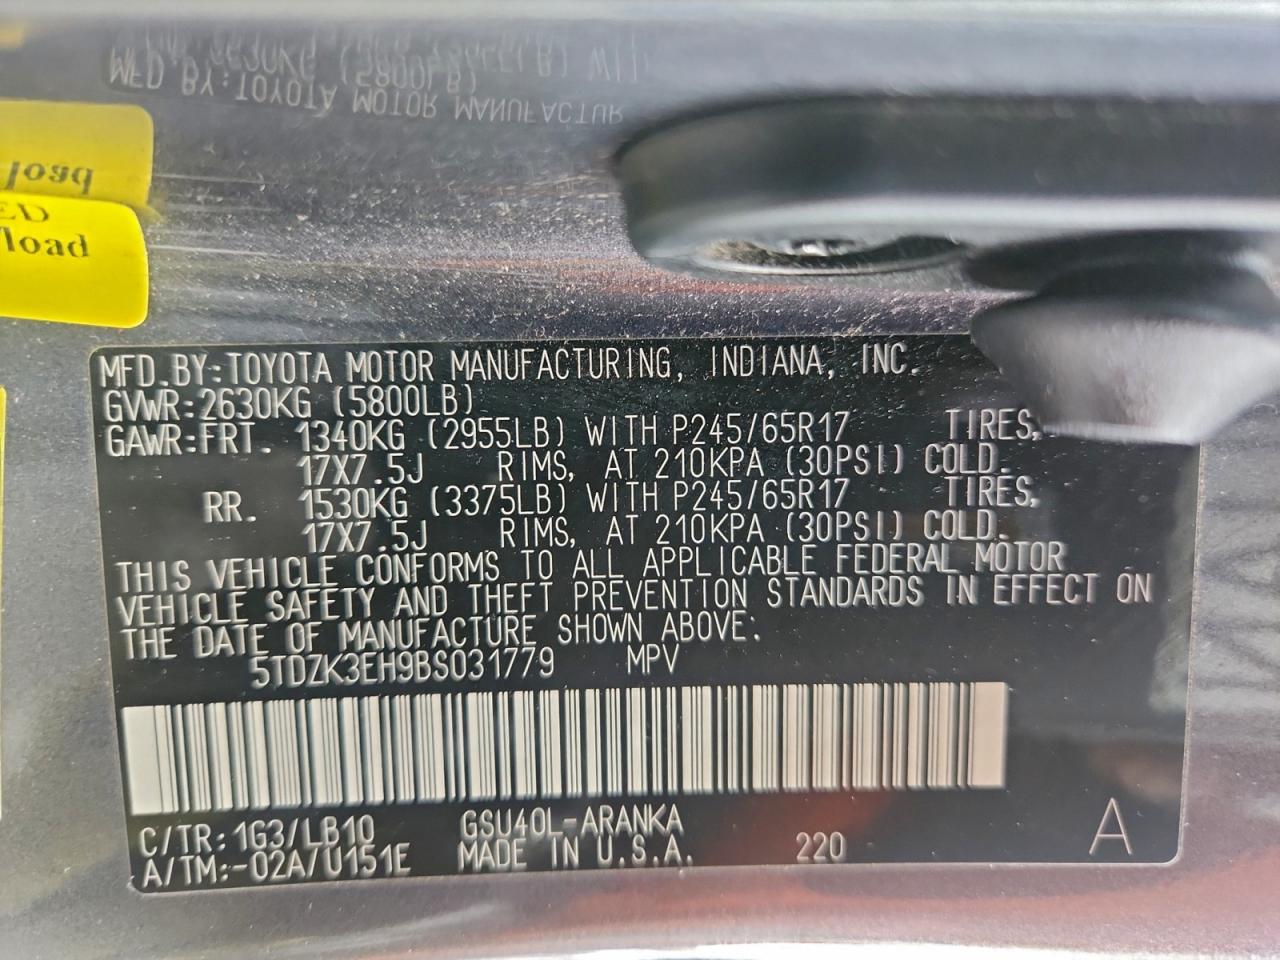 load
ED
load
MFD.BY:TOYOTA MOTOR MANUFACTURING, INDIANA, INC.
GVWR:2630KG (5800LB)
GAWR:FRT. 1340KG (2955LB) WITH P245/65R17 TIRES,
17X7.5J RIMS, AT 210KPA (30PSI) COLD.
RR. 1530KG (3375LB) WITH P245/65R17 TIRES,
17X7.5J RIMS, AT 210KPA (30PSI) COLD.
THIS VEHICLE CONFORMS TO ALL APPLICABLE FEDERAL MOTOR
VEHICLE SAFETY AND THEFT PREVENTION STANDARDS IN EFFECT ON
THE DATE OF MANUFACTURE SHOWN ABOVE.
5TDZK3EH9BS031779 MPV
C/TR:1G3/LB10 GSU40L-ARANKA
A/TM:-02A/U151E MADE IN U.S.A. 220 A